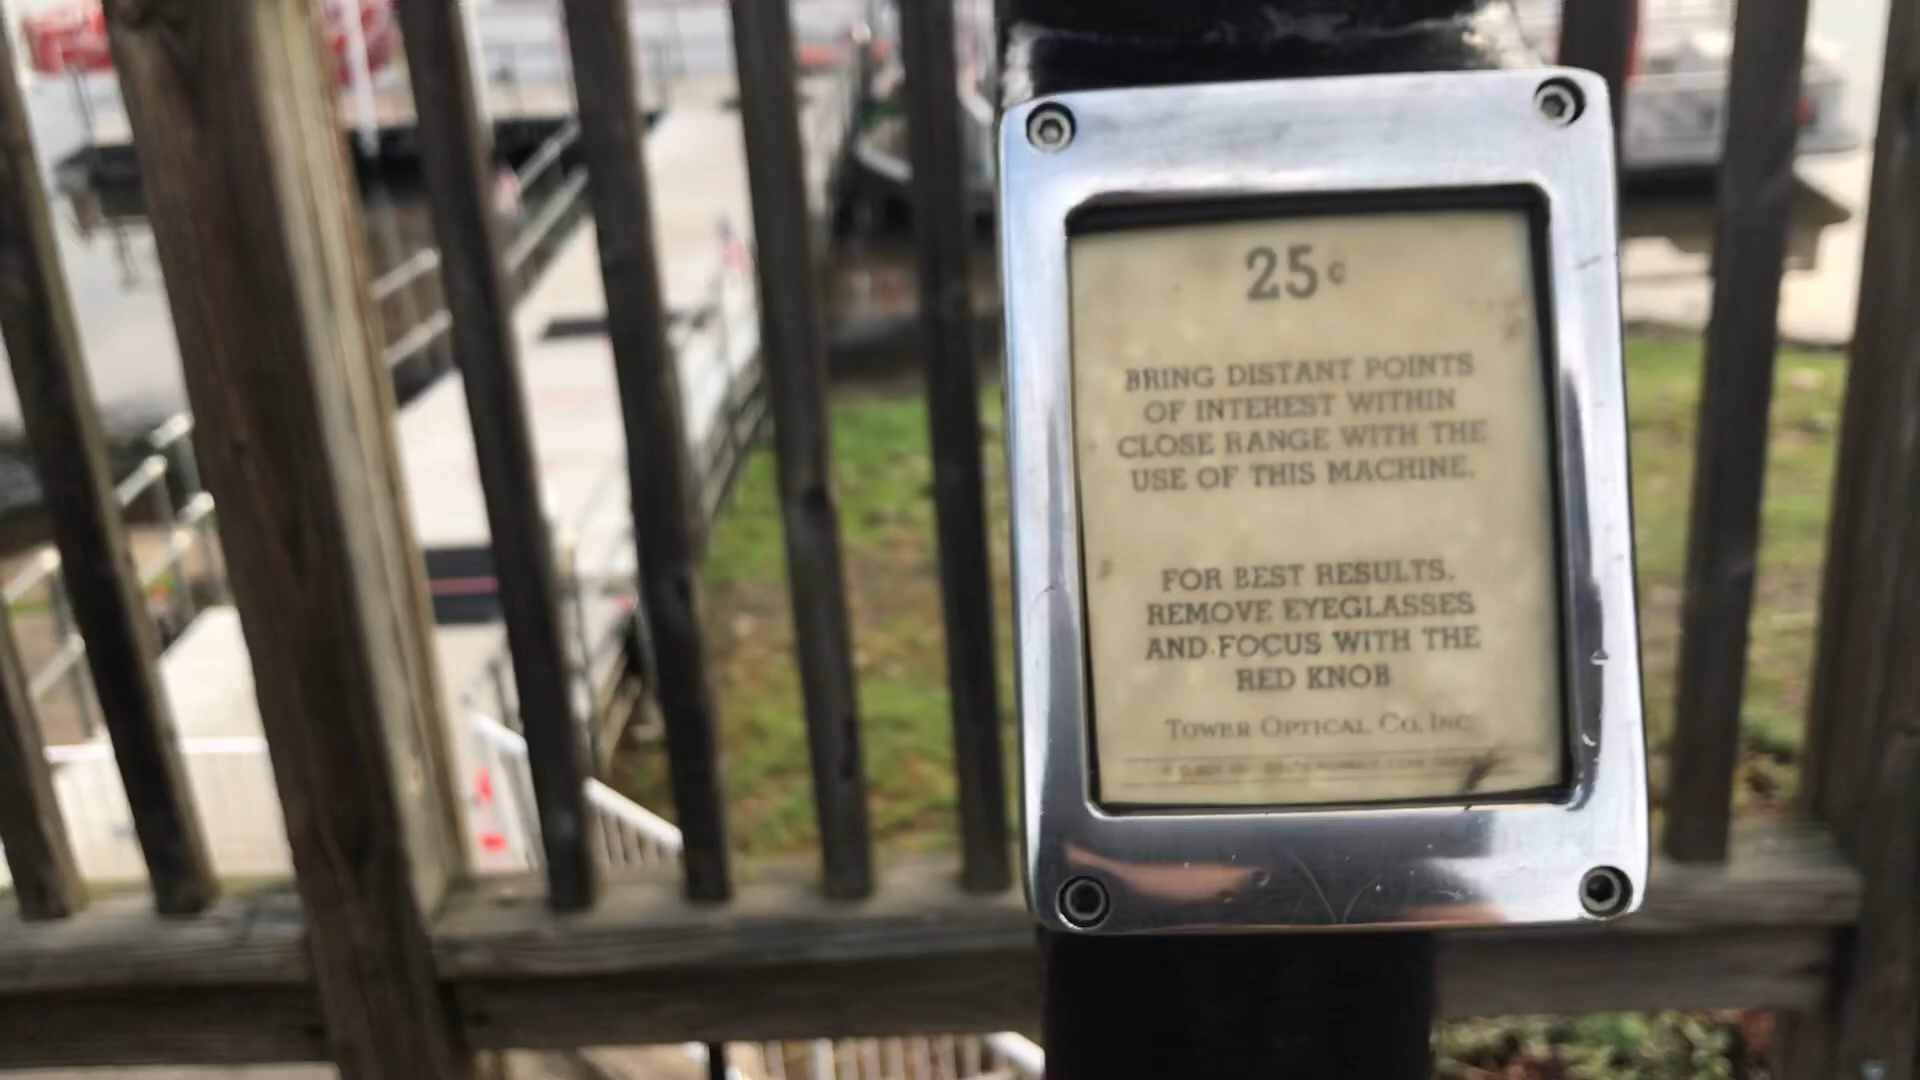 25¢
BRING DISTANT POINTS
OF INTEREST WITHIN
CLOSE RANGE WITH THE
USE OF THIS MACHINE.
FOR BEST RESULTS,
REMOVE EYEGLASSES
AND FOCUS WITH THE
RED KNOB
TOWER OPTICAL CO. INC.